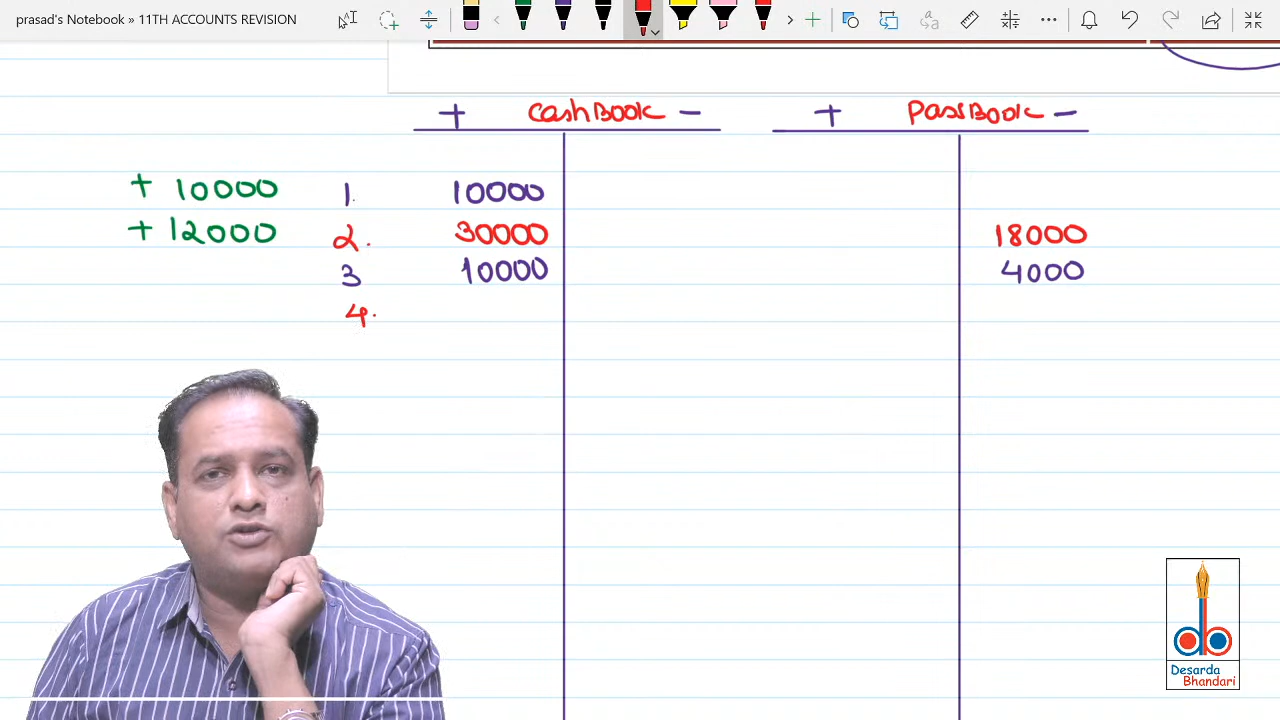 prasad's Notebook » 11TH ACCOUNTS REVISION
+ CashBook - + PassBook -
+ 10000 1. 10000
+ 12000 2. 30000 18000
3 10000 4000
4.
db
Desarda
Bhandari